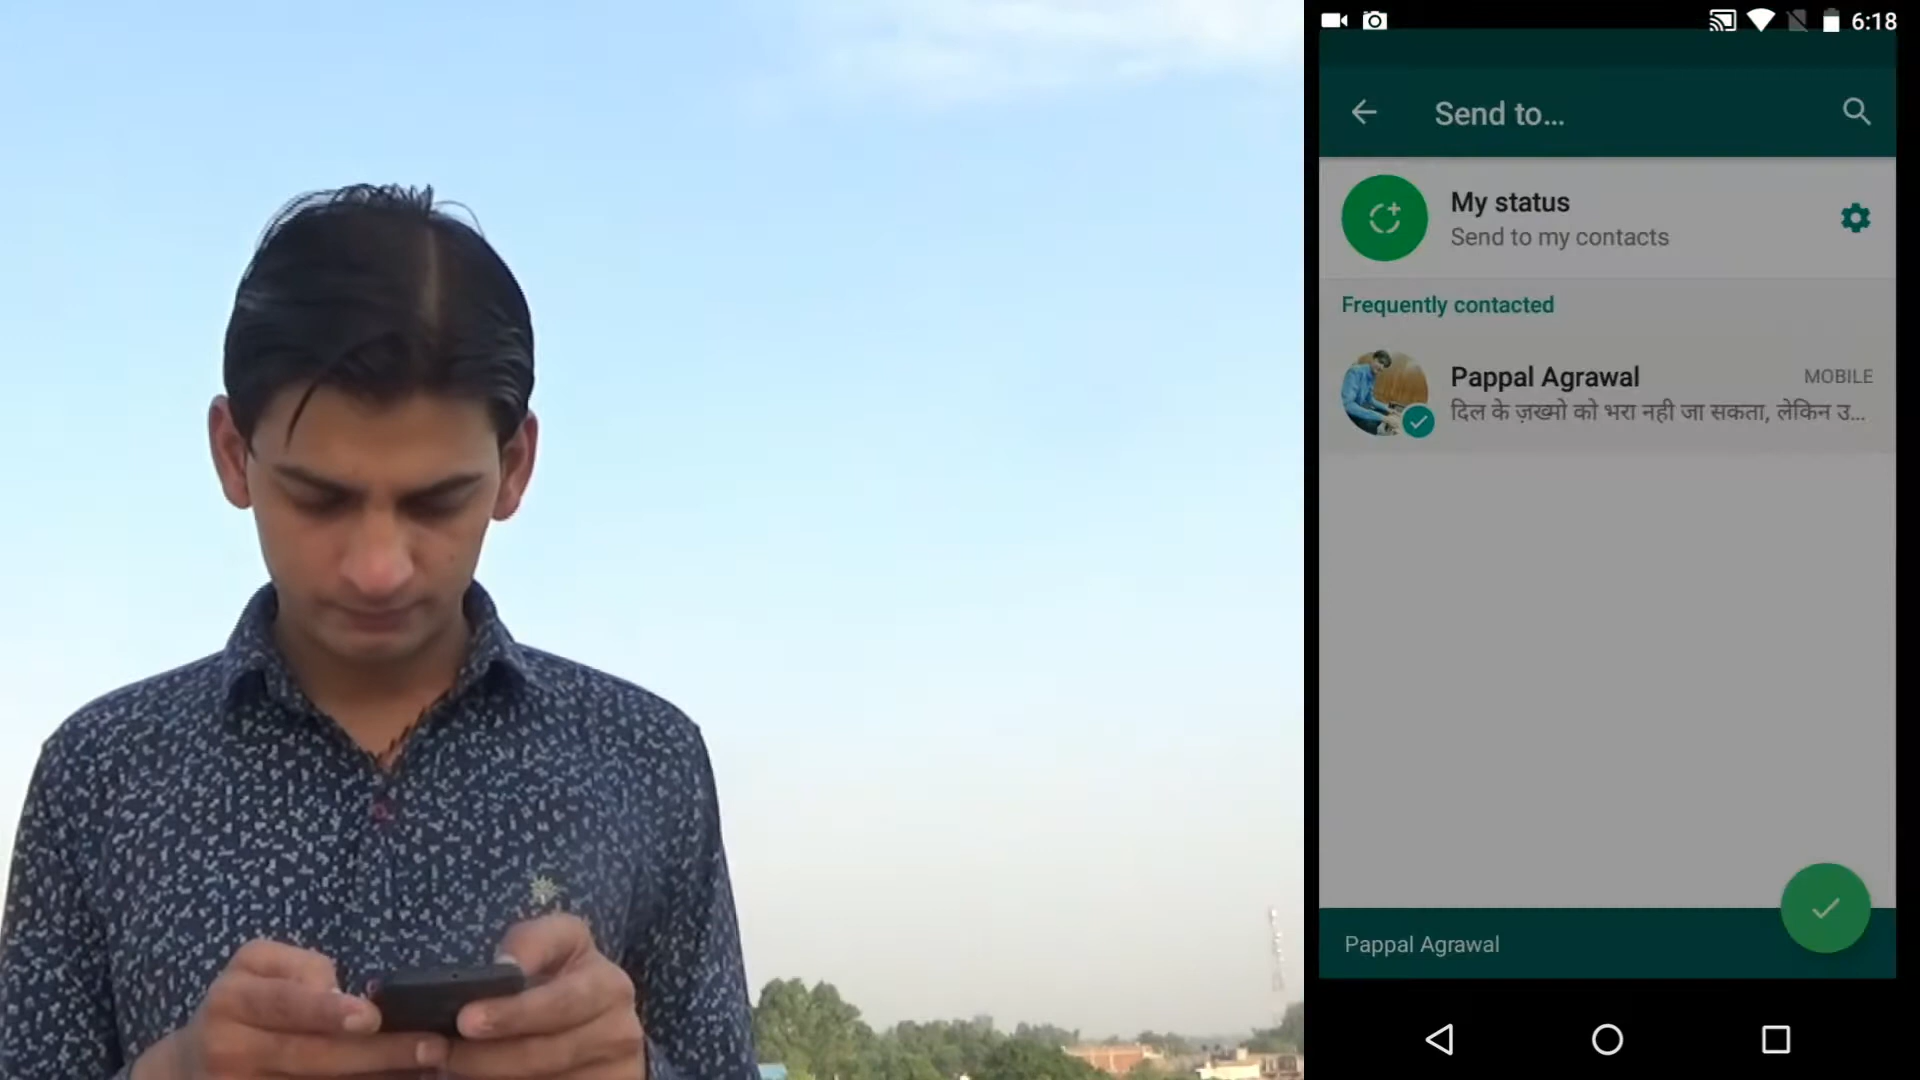 6:18
Send to...
My status
Send to my contacts
Frequently contacted
Pappal Agrawal
MOBILE
दिल के ज़ख्मो को भरा नही जा सकता, लेकिन उ...
Pappal Agrawal